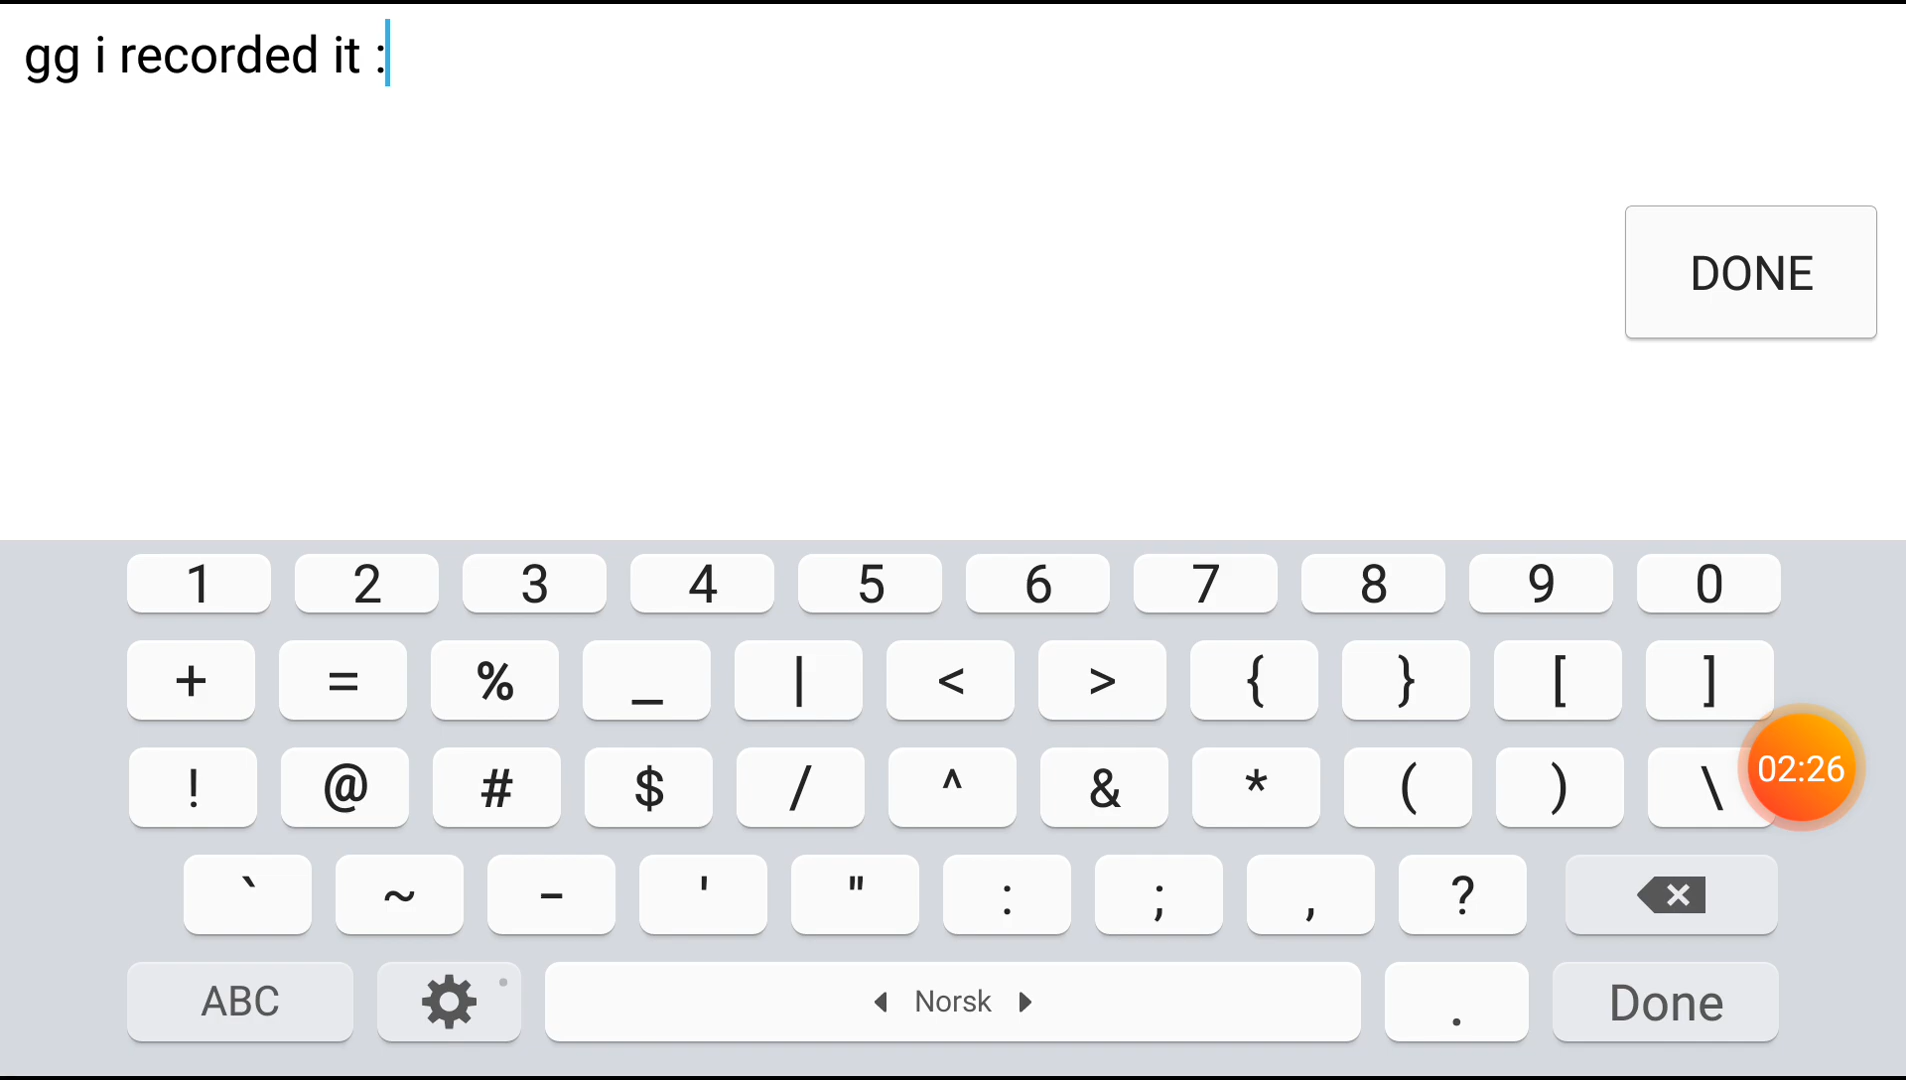 gg i recorded it :
DONE
1 2 3 4 5 6 7 8 9 0
+ = % _ | < > { } [ ]
! @ # $ / ^ & * ( ) \
02:26
` ~ - ' " : ; , ?
ABC Norsk . Done